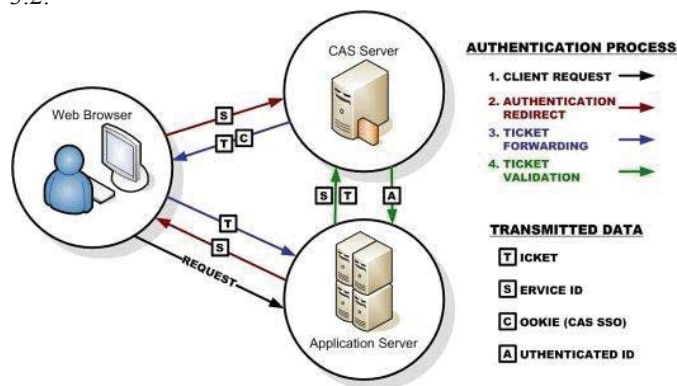 3.2.
CAS Server
Web Browser
S
T C
S T
A
T
S
REQUEST
Application Server
AUTHENTICATION PROCESS
1. CLIENT REQUEST
2. AUTHENTICATION
REDIRECT
3. TICKET
FORWARDING
4. TICKET
VALIDATION
TRANSMITTED DATA
T ICKET
S ERVICE ID
C OOKIE (CAS SSO)
A UTHENTICATED ID